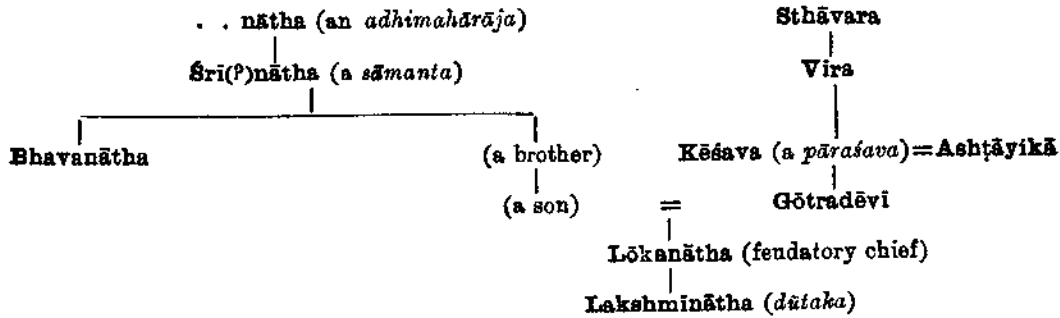 . . nātha (an adhimahārāja) Sthāvara
Śrī(?)nātha (a sāmanta) Vīra
Bhavanātha (a brother) Kēśava (a pāraśava)=Ashṭāyikā
(a son) = Gōtradēvī
Lōkanātha (feudatory chief)
Lakshmīnātha (dūtaka)